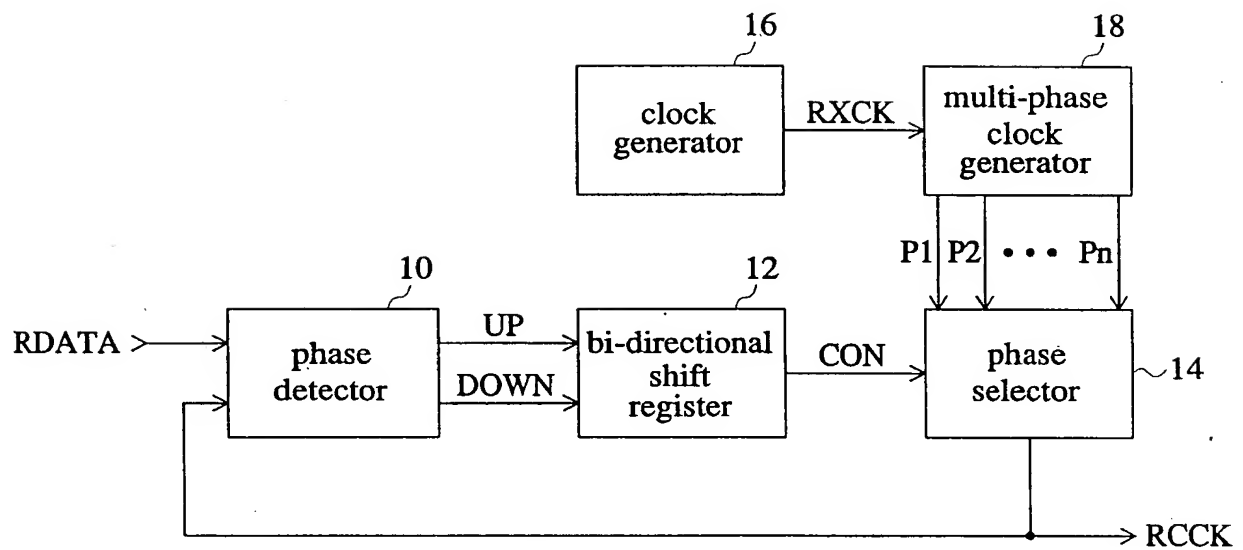 16
18
clock
generator
RXCK
multi-phase
clock
generator
P1 P2 ••• Pn
10
12
RDATA
phase
detector
UP
DOWN
bi-directional
shift
register
CON
phase
selector
14
RCCK